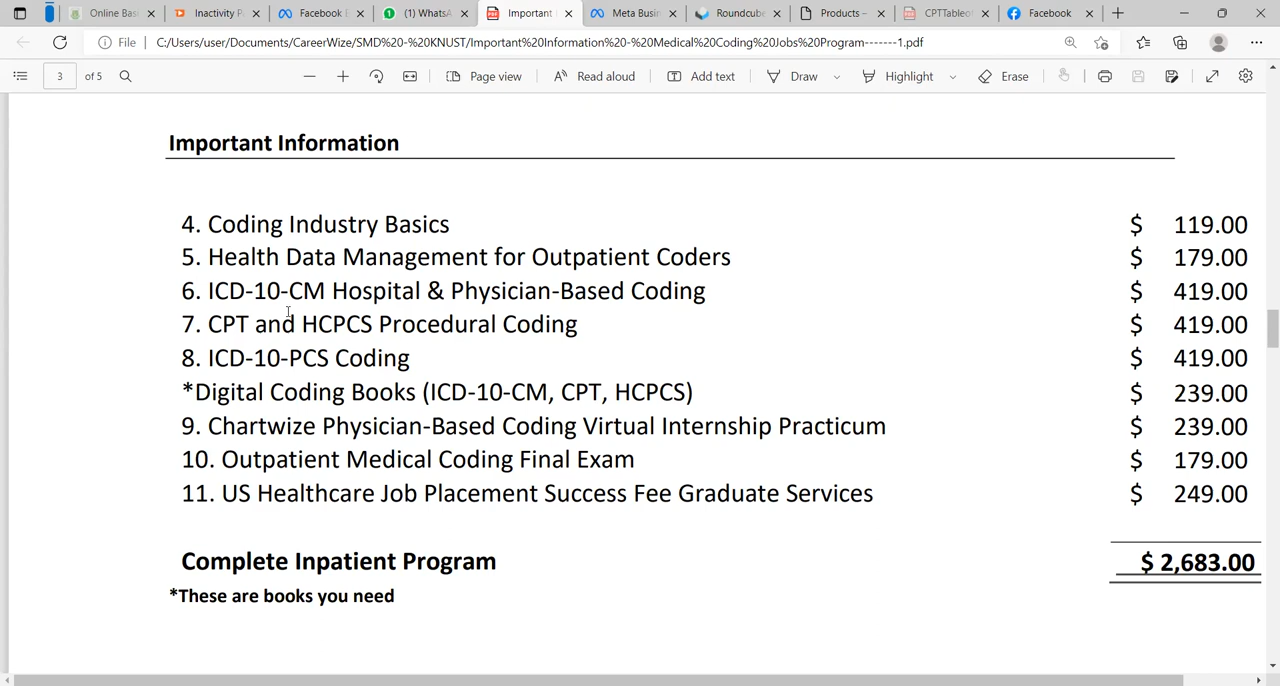 Online Bas
Inactivity P
Facebook E
(1) WhatsA
Important I
Meta Busin
Roundcube
Products –
CPTTableof
Facebook
File
C:/Users/user/Documents/CareerWize/SMD%20-%20KNUST/Important%20Information%20-%20Medical%20Coding%20Jobs%20Program-------1.pdf
3 of 5
Page view
Read aloud
Add text
Draw
Highlight
Erase
Important Information
4. Coding Industry Basics $ 119.00
5. Health Data Management for Outpatient Coders $ 179.00
6. ICD-10-CM Hospital & Physician-Based Coding $ 419.00
7. CPT and HCPCS Procedural Coding $ 419.00
8. ICD-10-PCS Coding $ 419.00
*Digital Coding Books (ICD-10-CM, CPT, HCPCS) $ 239.00
9. Chartwize Physician-Based Coding Virtual Internship Practicum $ 239.00
10. Outpatient Medical Coding Final Exam $ 179.00
11. US Healthcare Job Placement Success Fee Graduate Services $ 249.00
Complete Inpatient Program $ 2,683.00
*These are books you need